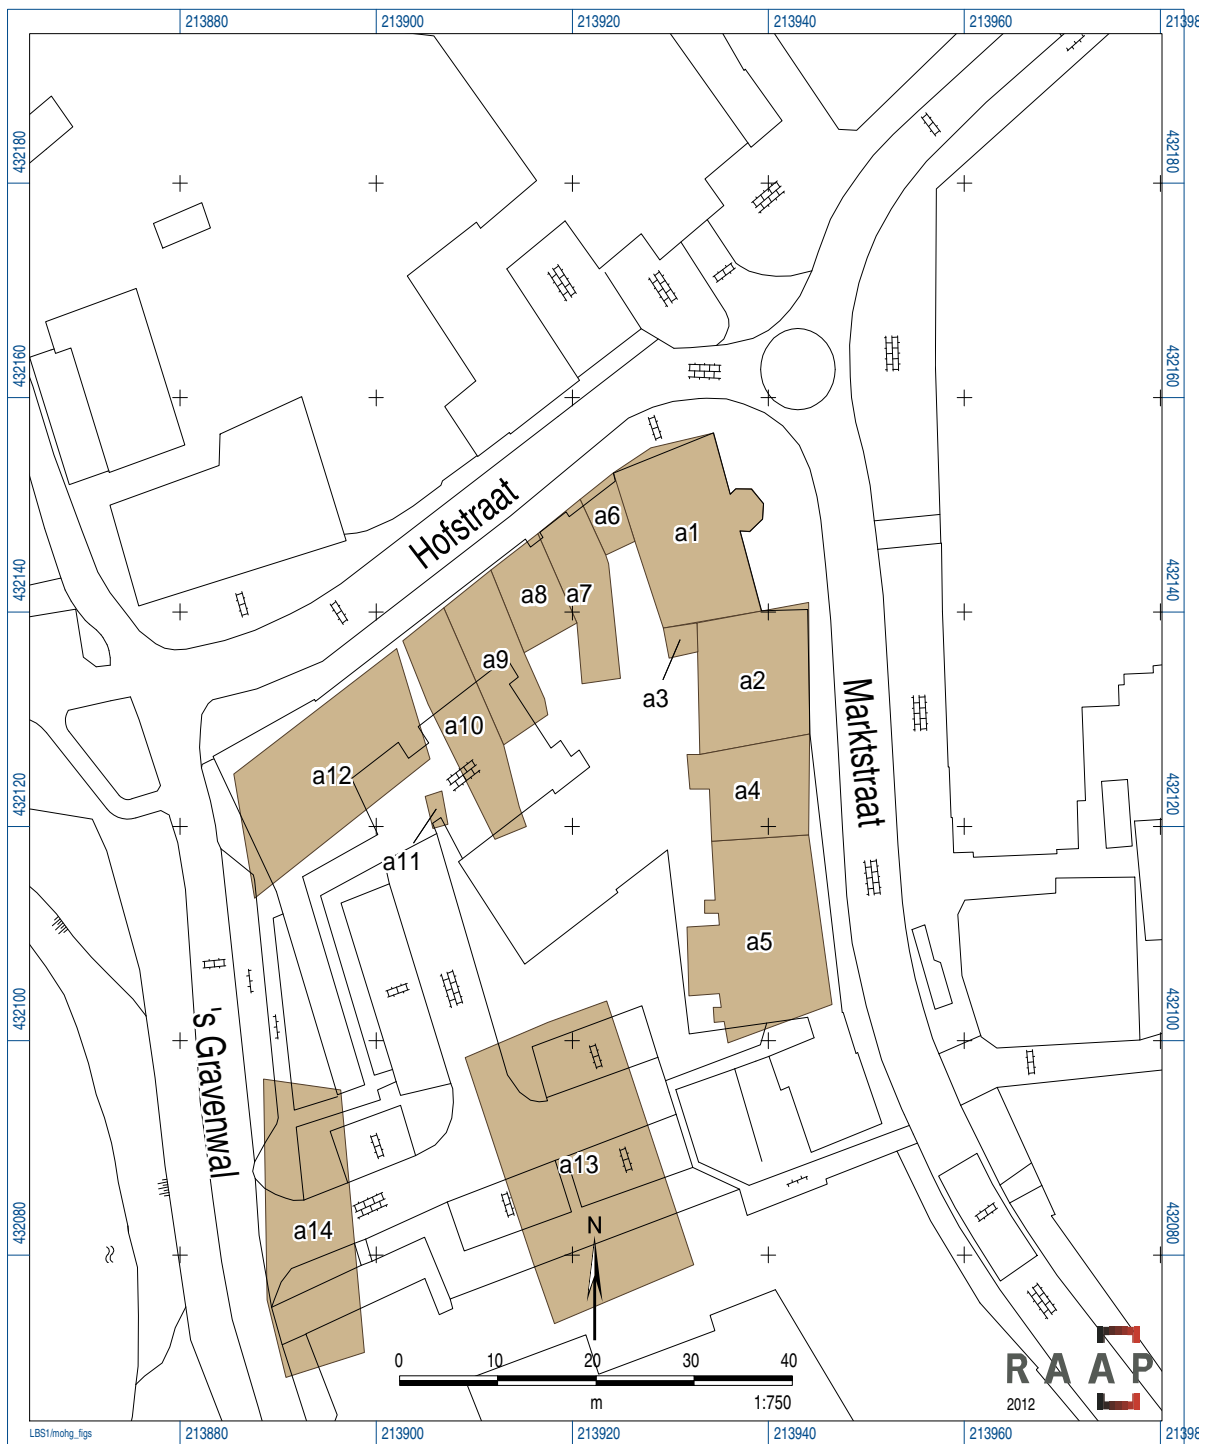 213880 213900 213920 213940 213960 21398
432180 432180
432160 432160
Hofstraat
a6
a1
432140 432140
a8 a7
a9
a3
a2
a10
Marktstraat
a12
a4
432120 432120
a11
a5
432100 432100
's Gravenwal
a13
a14
N
432080 432080
0 10 20 30 40
m 1:750
RAAP
2012
LBS1/mohg_figs
213880 213900 213920 213940 213960 21398